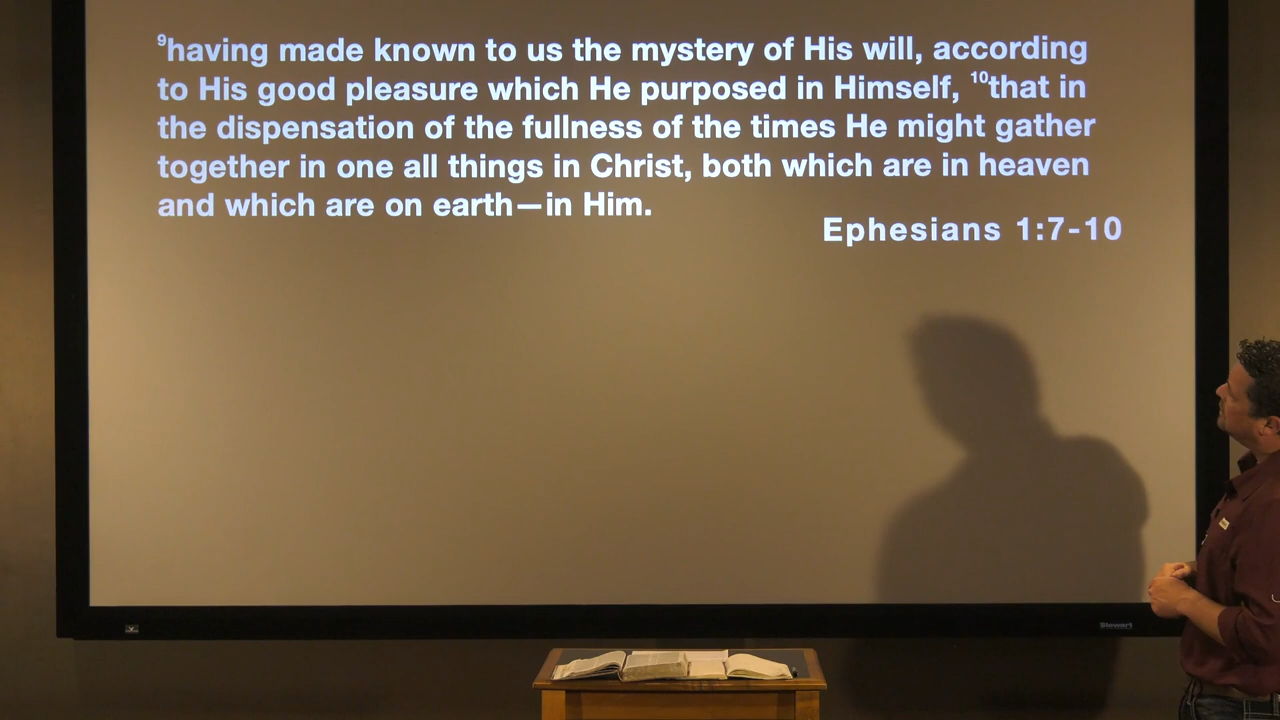 ⁹having made known to us the mystery of His will, according
to His good pleasure which He purposed in Himself, ¹⁰that in
the dispensation of the fullness of the times He might gather
together in one all things in Christ, both which are in heaven
and which are on earth—in Him.
Ephesians 1:7-10
Stewart